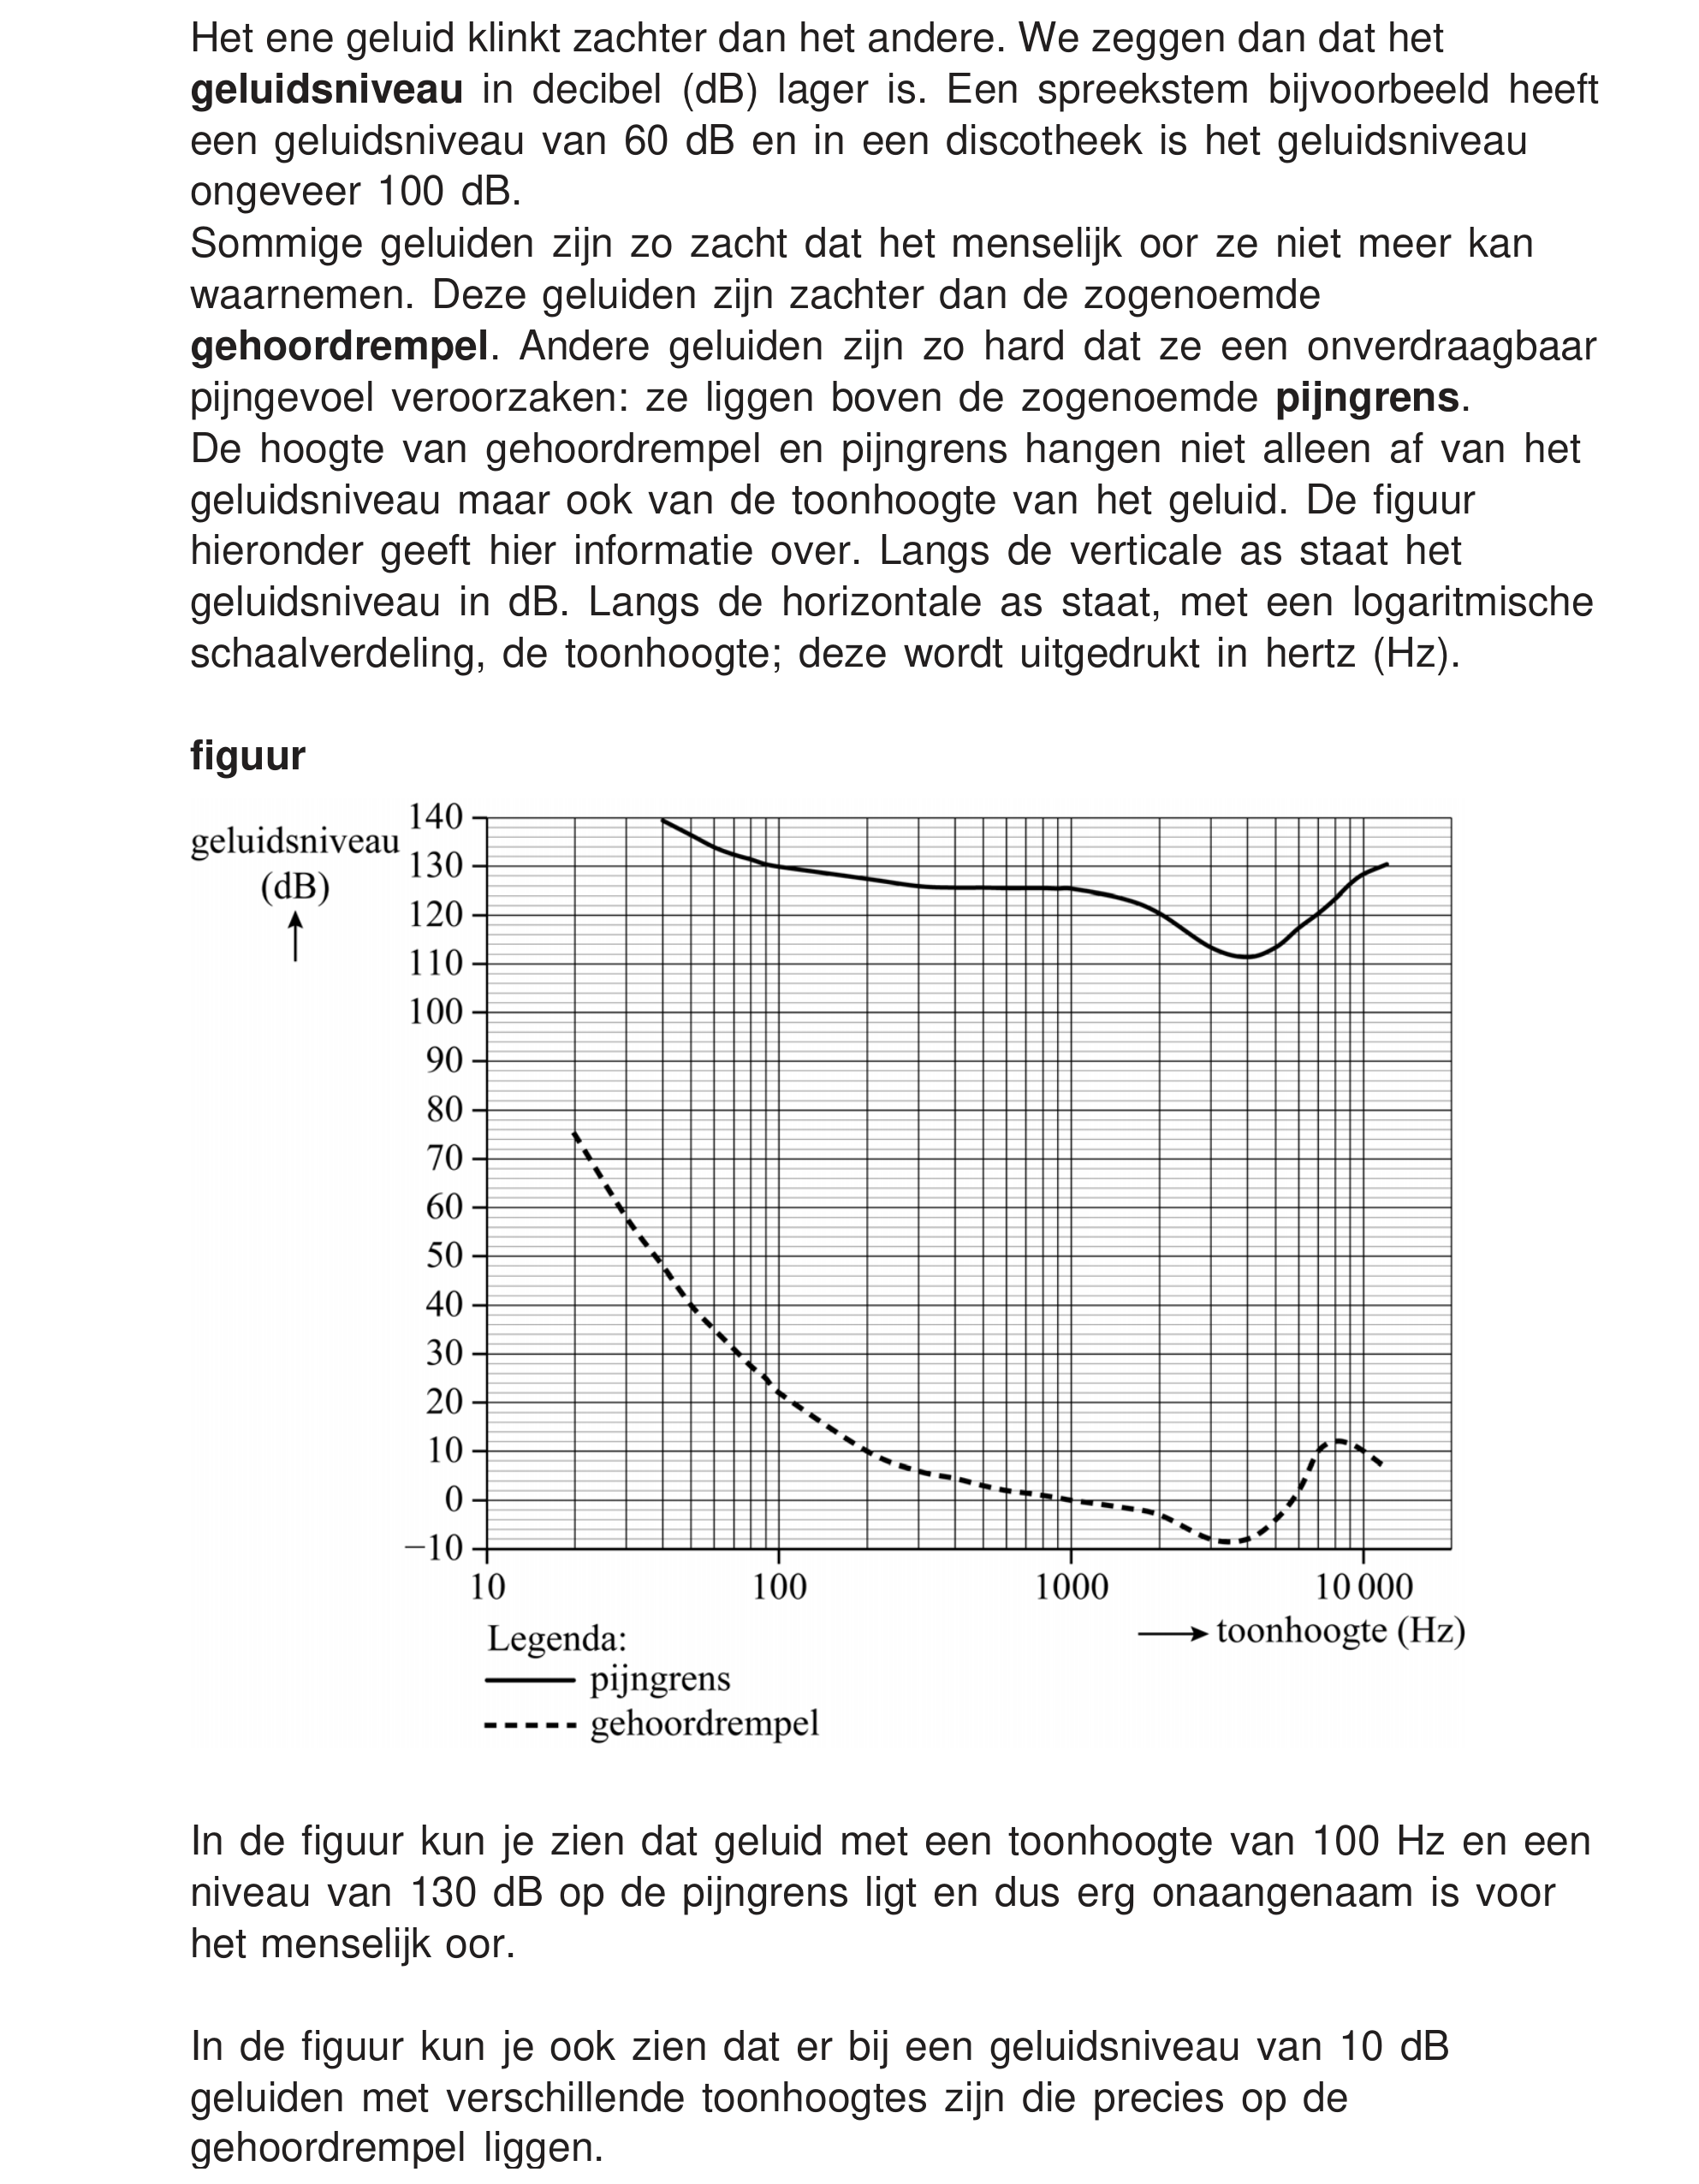 Het ene geluid klinkt zachter dan het andere. We zeggen dan dat het
geluidsniveau in decibel (dB) lager is. Een spreekstem bijvoorbeeld heeft
een geluidsniveau van 60 dB en in een discotheek is het geluidsniveau
ongeveer 100 dB.
Sommige geluiden zijn zo zacht dat het menselijk oor ze niet meer kan
waarnemen. Deze geluiden zijn zachter dan de zogenoemde
gehoordrempel. Andere geluiden zijn zo hard dat ze een onverdraagbaar
pijngevoel veroorzaken: ze liggen boven de zogenoemde pijngrens.
De hoogte van gehoordrempel en pijngrens hangen niet alleen af van het
geluidsniveau maar ook van de toonhoogte van het geluid. De figuur
hieronder geeft hier informatie over. Langs de verticale as staat het
geluidsniveau in dB. Langs de horizontale as staat, met een logaritmische
schaalverdeling, de toonhoogte; deze wordt uitgedrukt in hertz (Hz).
figuur
geluidsniveau
(dB)
140
130
120
110
100
90
80
70
60
50
40
30
20
10
0
−10
10 100 1000 10 000
toonhoogte (Hz)
Legenda:
pijngrens
gehoordrempel
In de figuur kun je zien dat geluid met een toonhoogte van 100 Hz en een
niveau van 130 dB op de pijngrens ligt en dus erg onaangenaam is voor
het menselijk oor.
In de figuur kun je ook zien dat er bij een geluidsniveau van 10 dB
geluiden met verschillende toonhoogtes zijn die precies op de
gehoordrempel liggen.